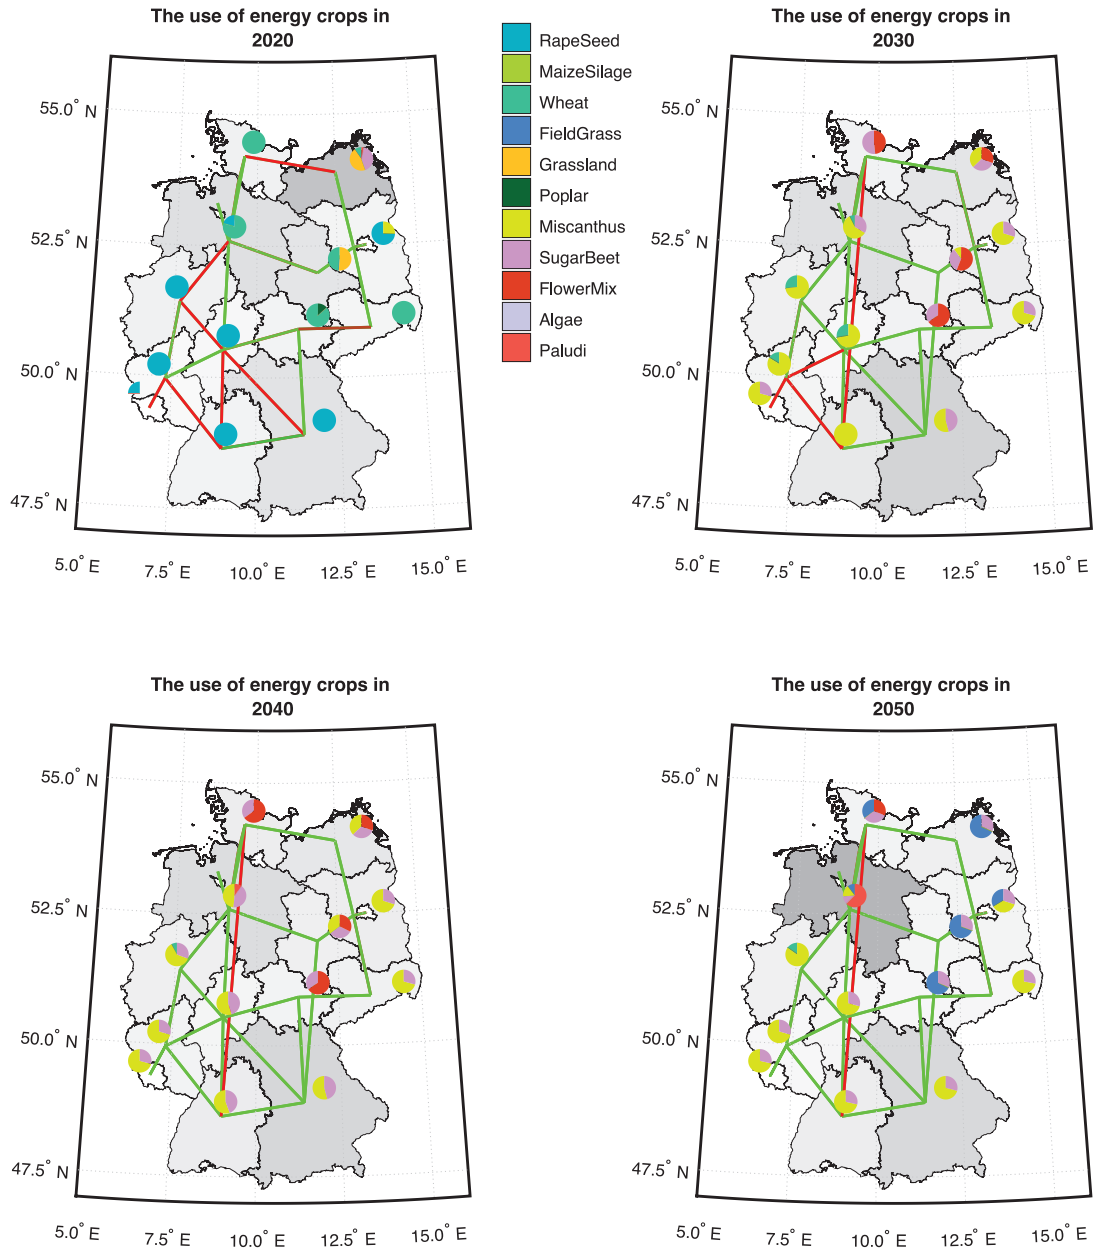 The use of energy crops in
2020
55.0° N
52.5° N
50.0° N
47.5° N
5.0° E
7.5° E
10.0° E
12.5° E
15.0° E
RapeSeed
MaizeSilage
Wheat
FieldGrass
Grassland
Poplar
Miscanthus
SugarBeet
FlowerMix
Algae
Paludi
The use of energy crops in
2030
55.0° N
52.5° N
50.0° N
47.5° N
5.0° E
7.5° E
10.0° E
12.5° E
15.0° E
The use of energy crops in
2040
55.0° N
52.5° N
50.0° N
47.5° N
5.0° E
7.5° E
10.0° E
12.5° E
15.0° E
The use of energy crops in
2050
55.0° N
52.5° N
50.0° N
47.5° N
5.0° E
7.5° E
10.0° E
12.5° E
15.0° E